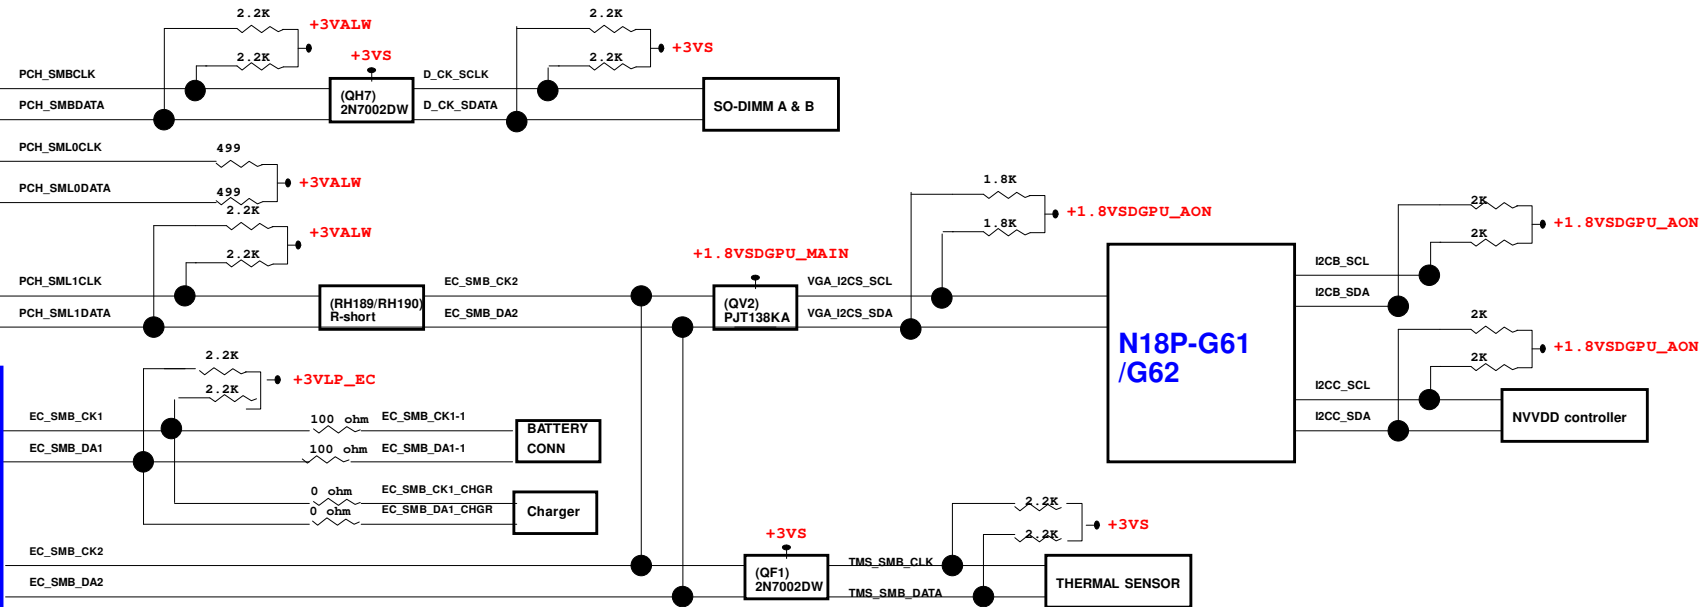 2.2K
+3VALW
2.2K
+3VS
PCH_SMBCLK
PCH_SMBDATA
(QH7)
2N7002DW
D_CK_SCLK
D_CK_SDATA
2.2K
2.2K
+3VS
SO-DIMM A & B
PCH_SML0CLK
499
PCH_SML0DATA
499
+3VALW
2.2K
2.2K
+3VALW
PCH_SML1CLK
PCH_SML1DATA
(RH189/RH190)
R-short
EC_SMB_CK2
EC_SMB_DA2
+1.8VSDGPU_MAIN
(QV2)
PJT138KA
VGA_I2CS_SCL
VGA_I2CS_SDA
1.8K
1.8K
+1.8VSDGPU_AON
N18P-G61
/G62
I2CB_SCL
I2CB_SDA
2K
2K
+1.8VSDGPU_AON
I2CC_SCL
I2CC_SDA
2K
2K
+1.8VSDGPU_AON
NVVDD controller
2.2K
2.2K
+3VLP_EC
EC_SMB_CK1
EC_SMB_DA1
100 ohm
EC_SMB_CK1-1
100 ohm
EC_SMB_DA1-1
BATTERY
CONN
0 ohm
EC_SMB_CK1_CHGR
0 ohm
EC_SMB_DA1_CHGR
Charger
EC_SMB_CK2
EC_SMB_DA2
+3VS
(QF1)
2N7002DW
TMS_SMB_CLK
TMS_SMB_DATA
2.2K
2.2K
+3VS
THERMAL SENSOR